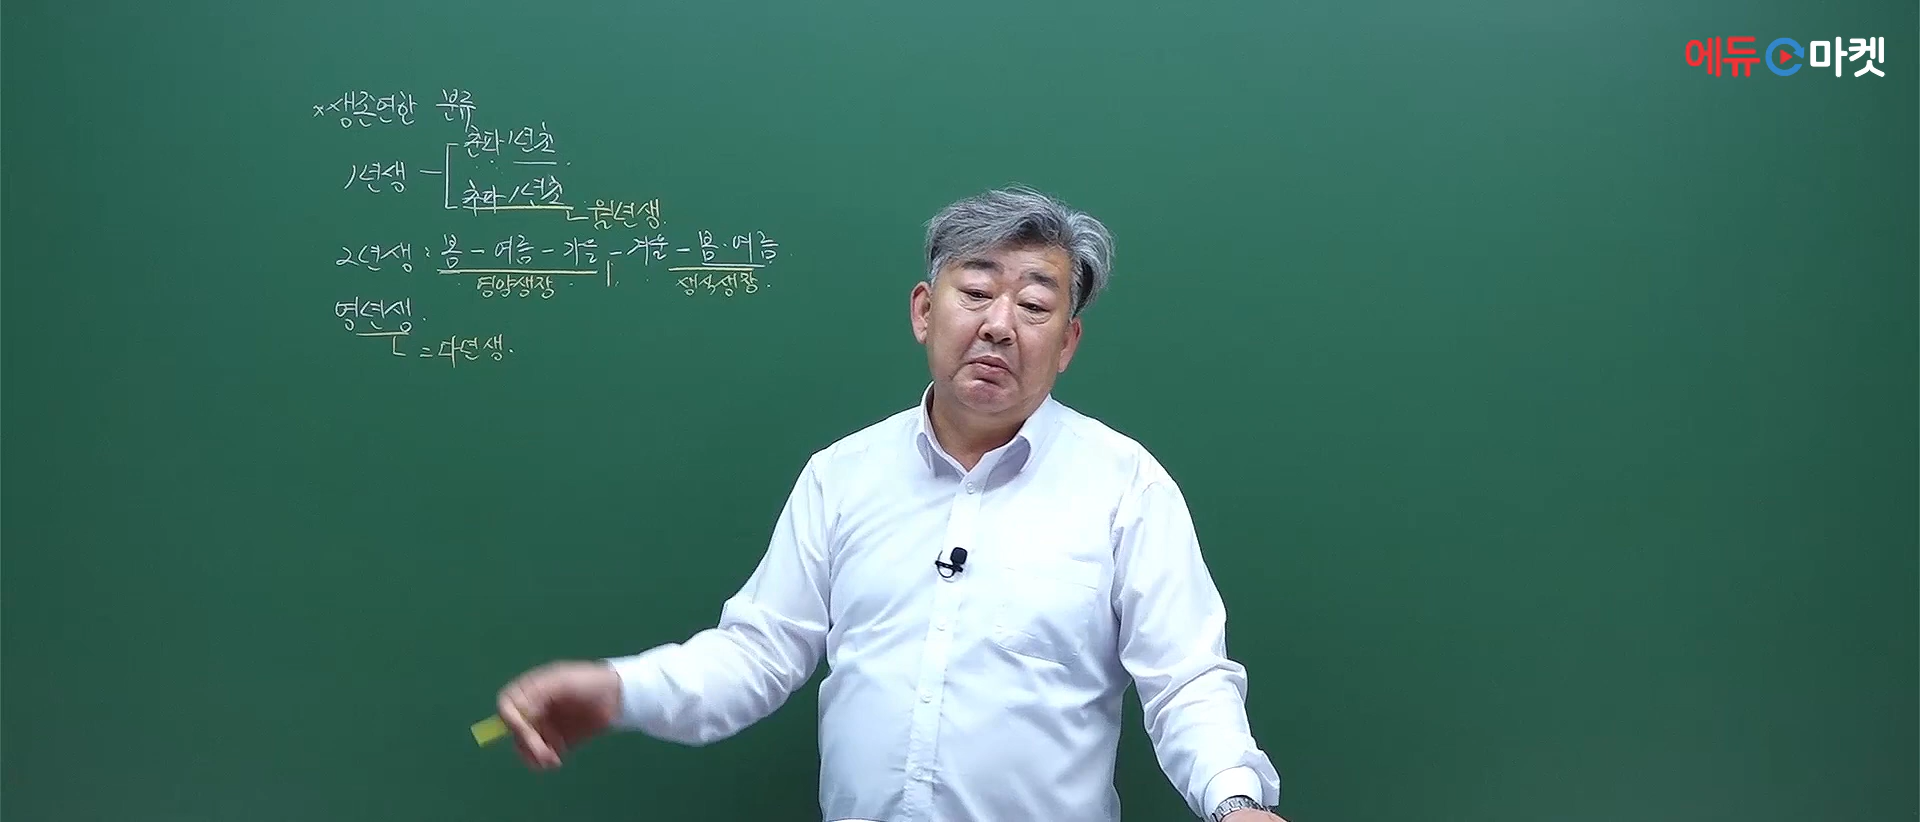 에듀 마켓
* 생존연한 분류
춘파 1년초
1년생
추파 1년초
월년생.
2년생 : 봄 - 여름 - 가을 - 겨울 - 봄·여름
영양생장 생식생장.
영년생.
= 다년생.